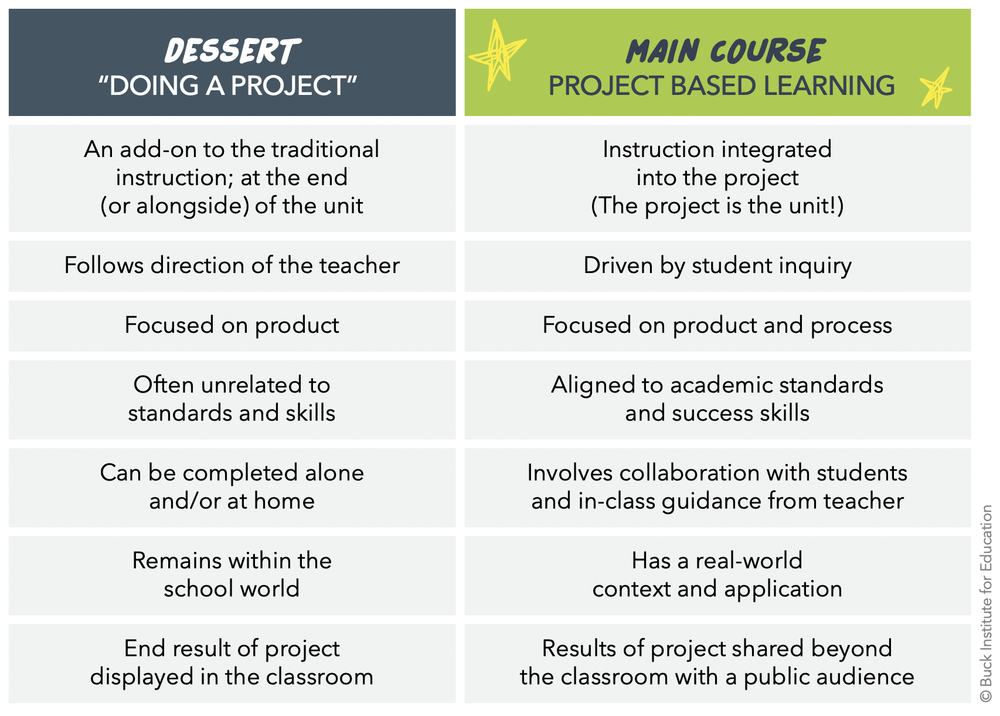 DESSERT
“DOING A PROJECT”
MAIN COURSE
PROJECT BASED LEARNING
An add-on to the traditional
instruction; at the end
(or alongside) of the unit
Instruction integrated
into the project
(The project is the unit!)
Follows direction of the teacher
Driven by student inquiry
Focused on product
Focused on product and process
Often unrelated to
standards and skills
Aligned to academic standards
and success skills
Can be completed alone
and/or at home
Involves collaboration with students
and in-class guidance from teacher
Remains within the
school world
Has a real-world
context and application
End result of project
displayed in the classroom
Results of project shared beyond
the classroom with a public audience
© Buck Institute for Education